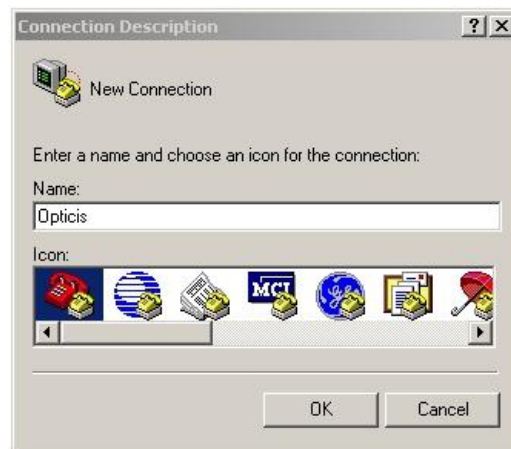 Connection Description
New Connection
Enter a name and choose an icon for the connection:
Name:
Opticis
Icon:
MCI
OK Cancel